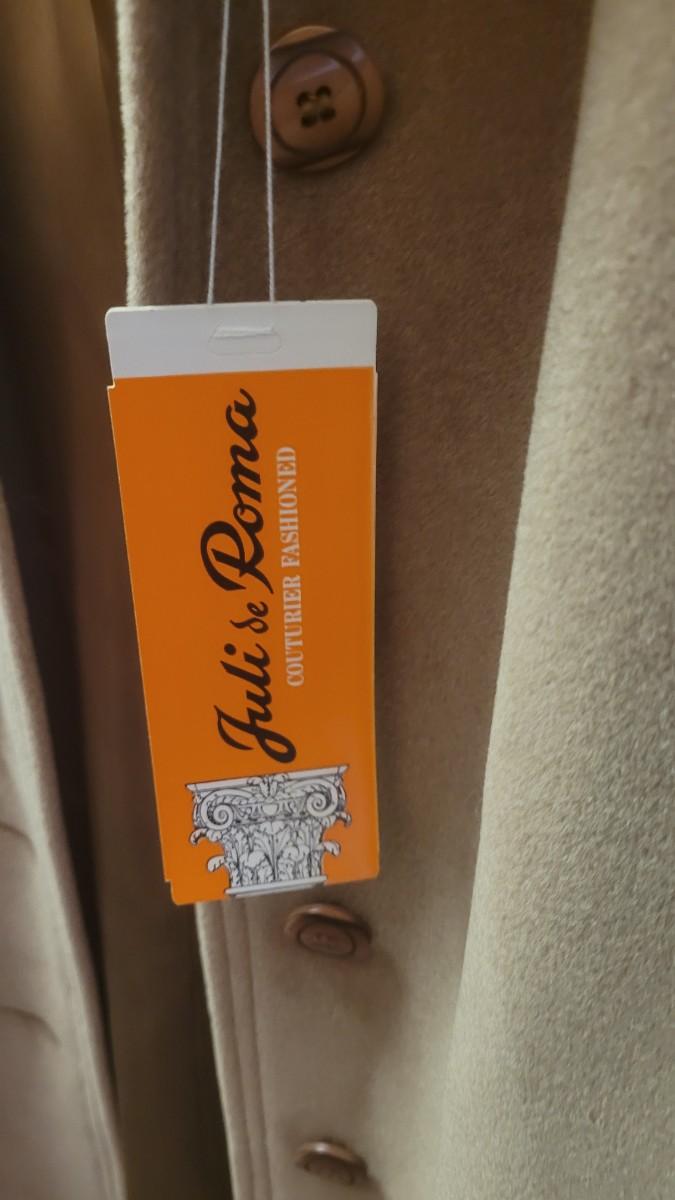 Juli de Roma
COUTURIER FASHIONED